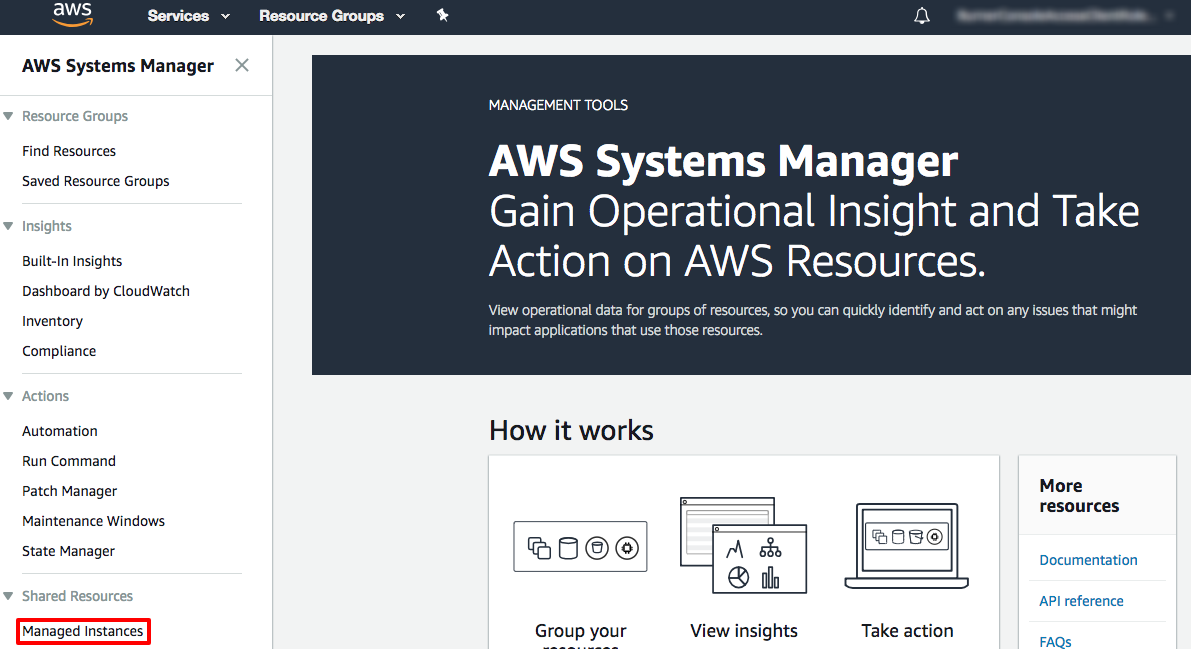 aws
Services
Resource Groups
AWS Systems Manager
Resource Groups
Find Resources
Saved Resource Groups
Insights
Built-In Insights
Dashboard by CloudWatch
Inventory
Compliance
Actions
Automation
Run Command
Patch Manager
Maintenance Windows
State Manager
Shared Resources
Managed Instances
MANAGEMENT TOOLS
AWS Systems Manager
Gain Operational Insight and Take
Action on AWS Resources.
View operational data for groups of resources, so you can quickly identify and act on any issues that might
impact applications that use those resources.
How it works
Group your
resources
View insights
Take action
More
resources
Documentation
API reference
FAQs